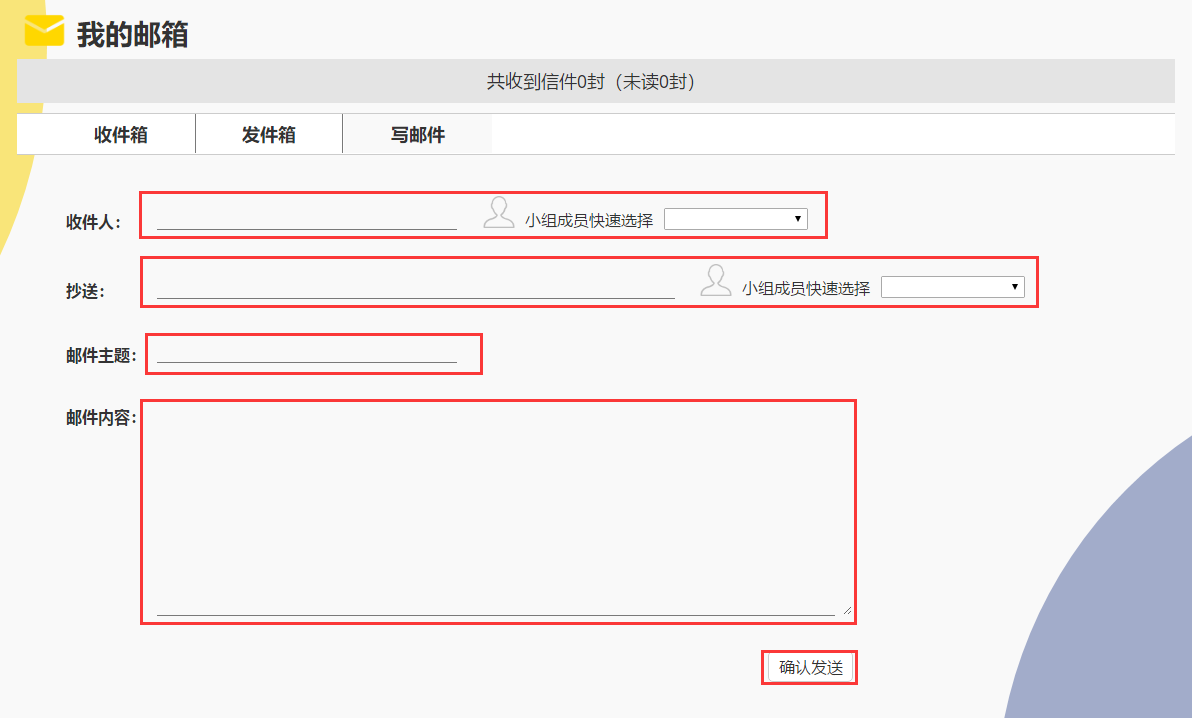 我的邮箱
共收到信件0封（未读0封）
收件箱 发件箱 写邮件
收件人： 小组成员快速选择
抄送： 小组成员快速选择
邮件主题：
邮件内容：
确认发送